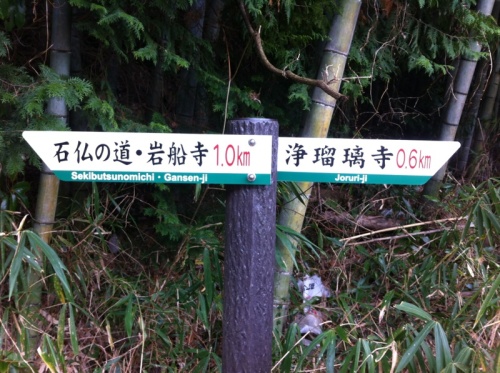 石仏の道・岩船寺1.0km
Sekibutsunomichi・Gansen-ji
浄瑠璃寺0.6km
Joruri-ji